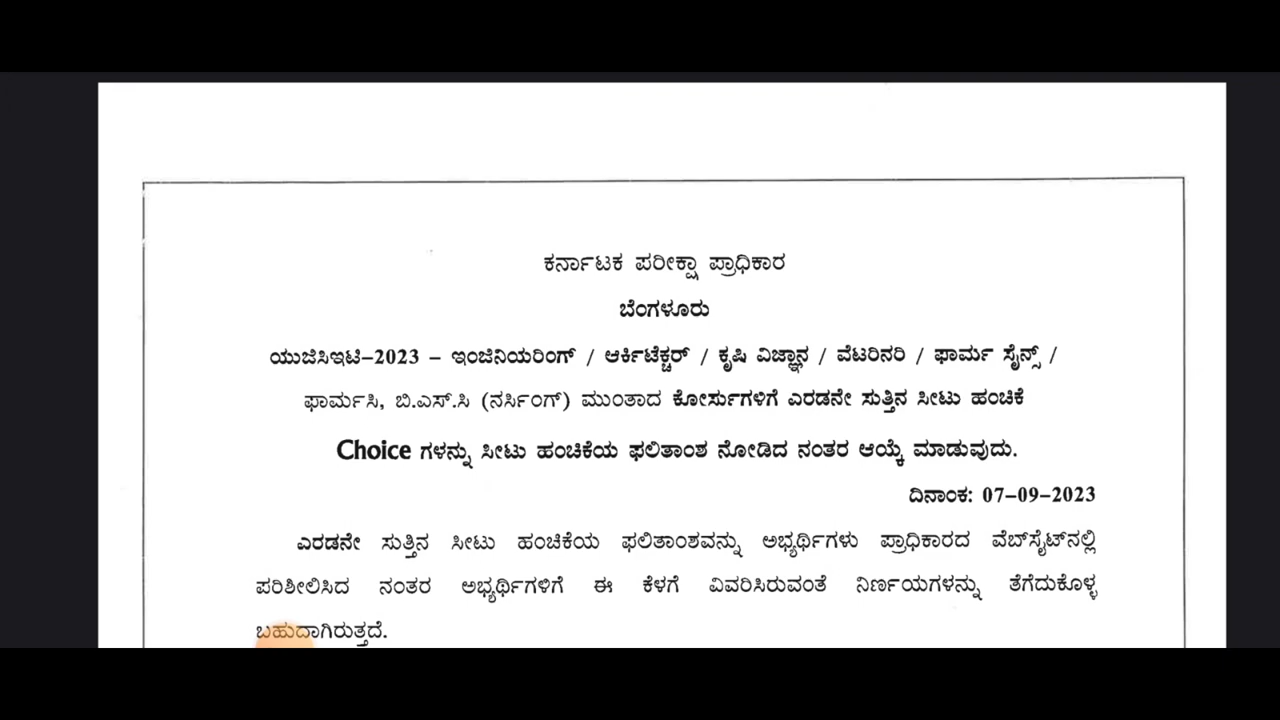 ಕರ್ನಾಟಕ ಪರೀಕ್ಷಾ ಪ್ರಾಧಿಕಾರ
ಬೆಂಗಳೂರು
ಯುಜಿಸಿಇಟಿ–2023 – ಇಂಜಿನಿಯರಿಂಗ್ / ಆರ್ಕಿಟೆಕ್ಚರ್ / ಕೃಷಿ ವಿಜ್ಞಾನ / ವೆಟರಿನರಿ / ಫಾರ್ಮ ಸೈನ್ಸ್ /
ಫಾರ್ಮಸಿ, ಬಿ.ಎಸ್.ಸಿ (ನರ್ಸಿಂಗ್) ಮುಂತಾದ ಕೋರ್ಸುಗಳಿಗೆ ಎರಡನೇ ಸುತ್ತಿನ ಸೀಟು ಹಂಚಿಕೆ
Choice ಗಳನ್ನು ಸೀಟು ಹಂಚಿಕೆಯ ಫಲಿತಾಂಶ ನೋಡಿದ ನಂತರ ಆಯ್ಕೆ ಮಾಡುವುದು.
ದಿನಾಂಕ: 07–09–2023
ಎರಡನೇ ಸುತ್ತಿನ ಸೀಟು ಹಂಚಿಕೆಯ ಫಲಿತಾಂಶವನ್ನು ಅಭ್ಯರ್ಥಿಗಳು ಪ್ರಾಧಿಕಾರದ ವೆಬ್‌ಸೈಟ್‌ನಲ್ಲಿ
ಪರಿಶೀಲಿಸಿದ ನಂತರ ಅಭ್ಯರ್ಥಿಗಳಿಗೆ ಈ ಕೆಳಗೆ ವಿವರಿಸಿರುವಂತೆ ನಿರ್ಣಯಗಳನ್ನು ತೆಗೆದುಕೊಳ್ಳ
ಬಹುದಾಗಿರುತ್ತದೆ.